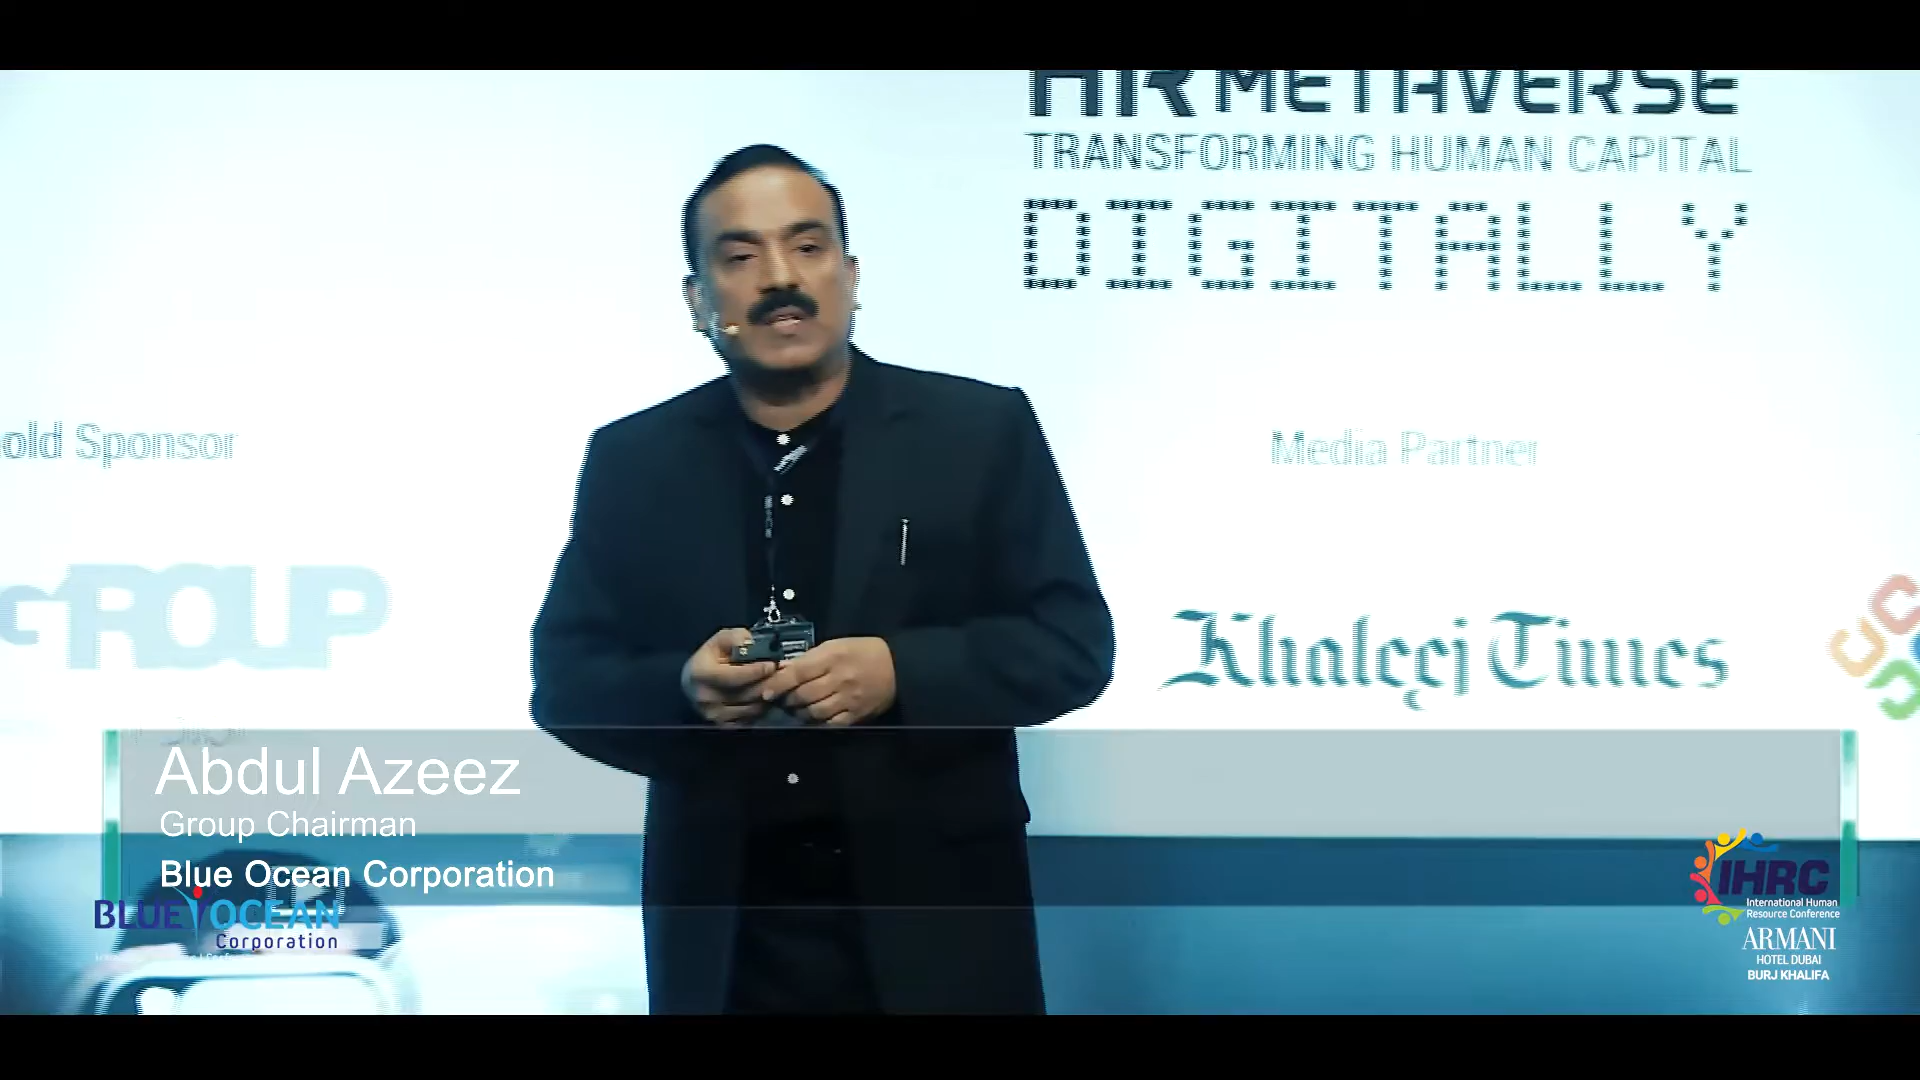 HR METAVERSE
TRANSFORMING HUMAN CAPITAL
DIGITALLY
Sponsor
Media Partner
GROUP
Khaleej Times
Abdul Azeez
Group Chairman
Blue Ocean Corporation
BLUE OCEAN
Corporation
IHRC
International Human
Resource Conference
ARMANI
HOTEL DUBAI
BURJ KHALIFA